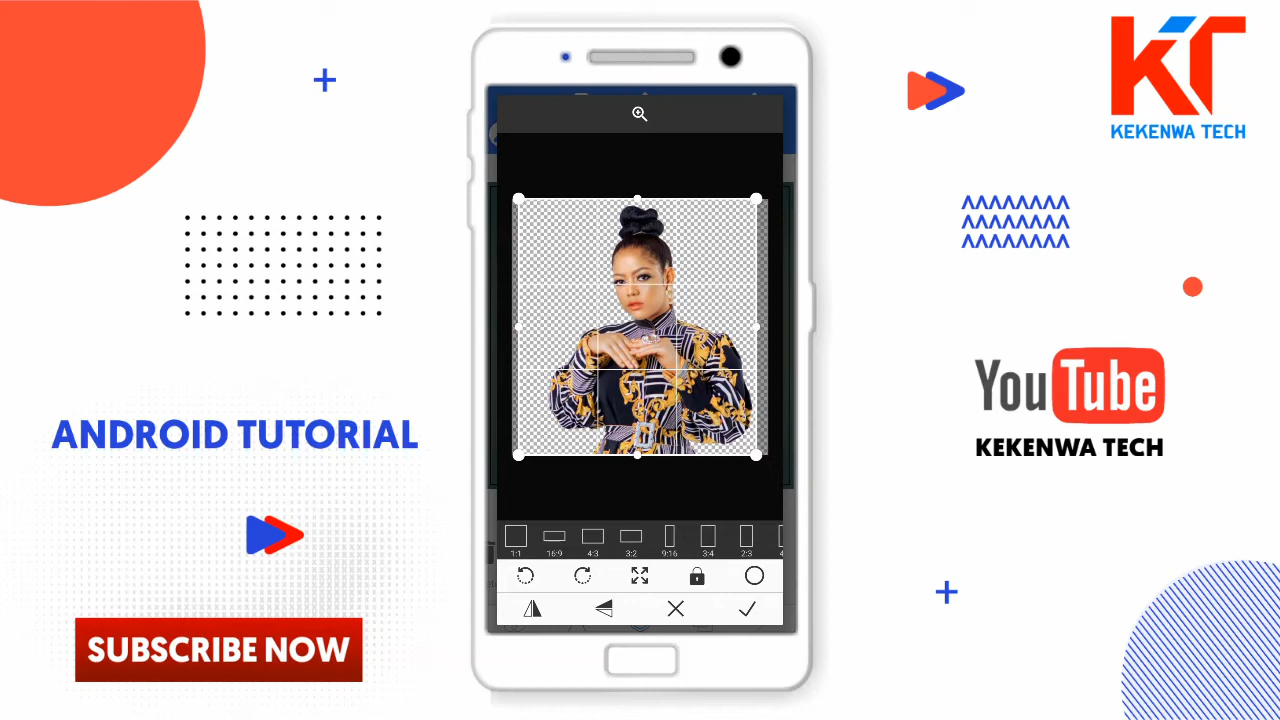 KEKENWA TECH
YouTube
KEKENWA TECH
ANDROID TUTORIAL
SUBSCRIBE NOW
1:1 16:9 4:3 3:2 9:16 3:4 2:3